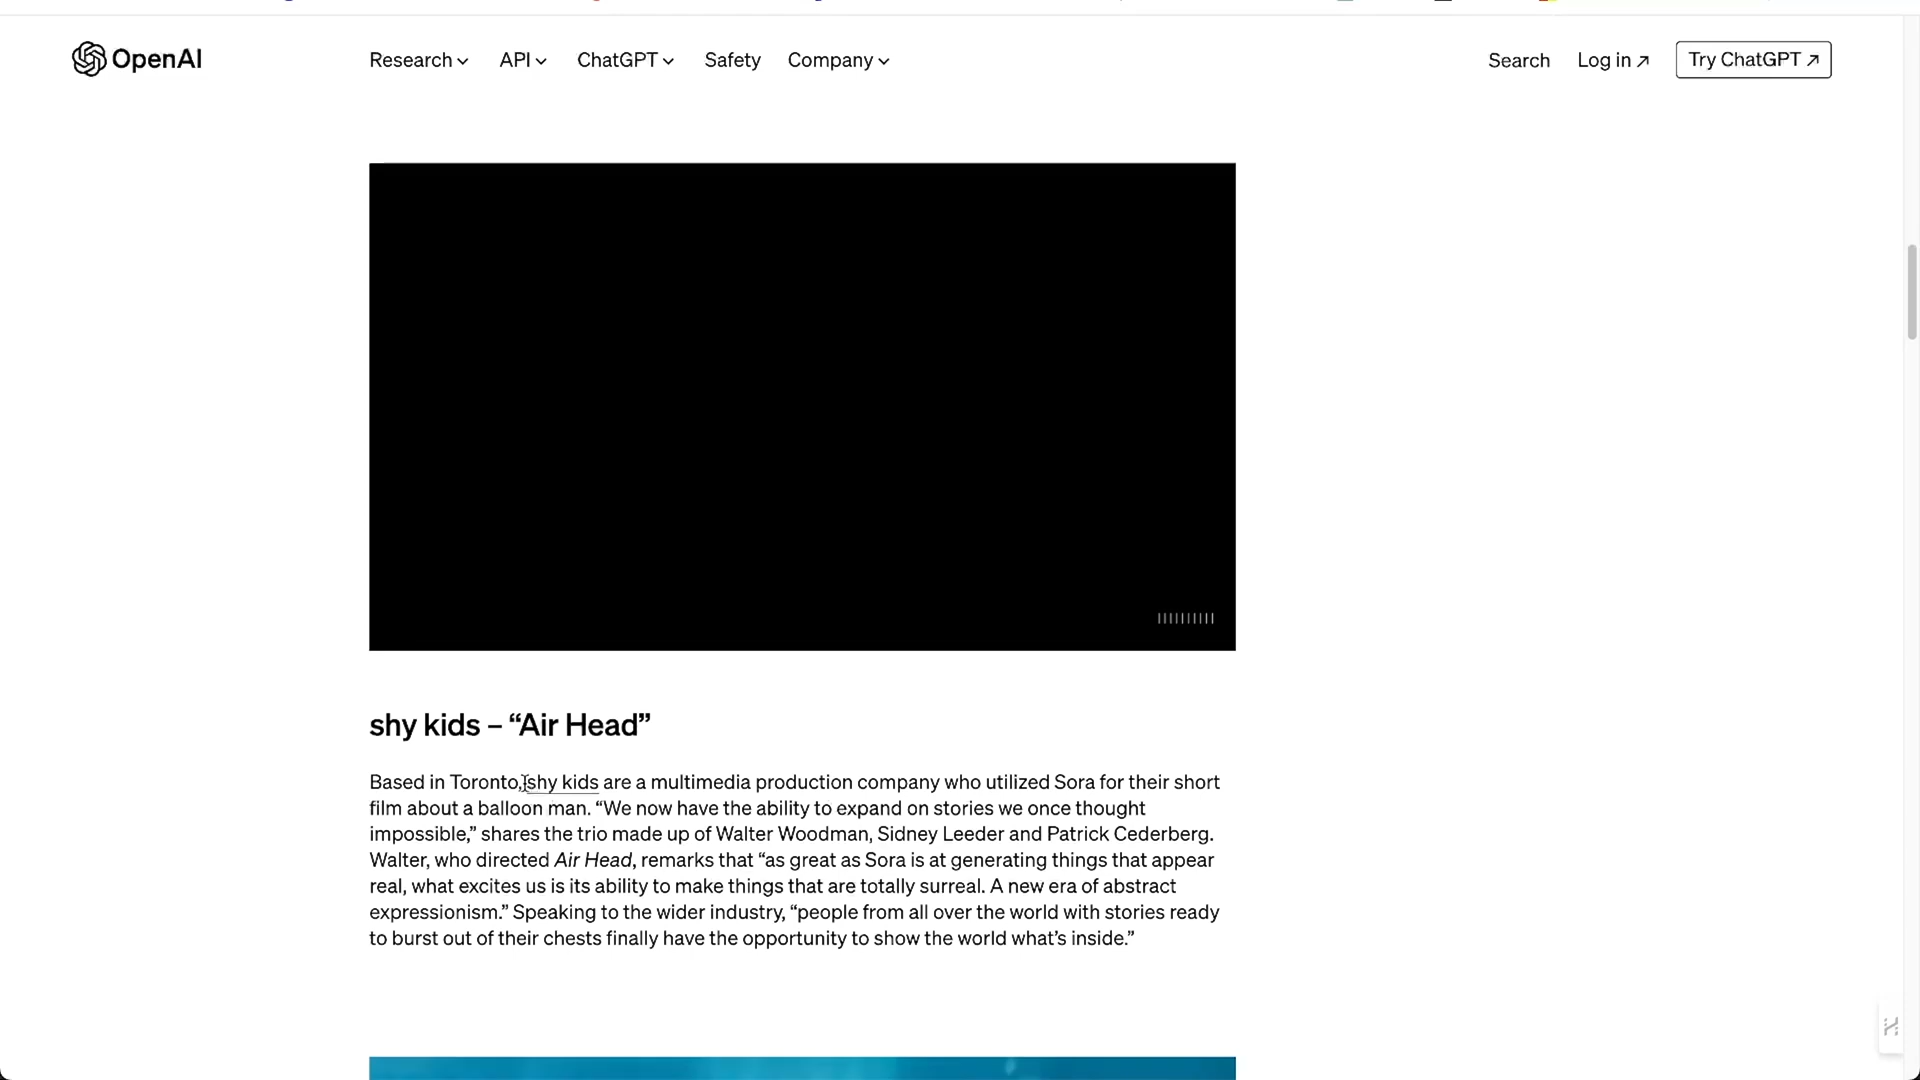 OpenAI
Research API ChatGPT Safety Company
Search Log in ↗ Try ChatGPT ↗
shy kids – “Air Head”
Based in Toronto, shy kids are a multimedia production company who utilized Sora for their short
film about a balloon man. “We now have the ability to expand on stories we once thought
impossible,” shares the trio made up of Walter Woodman, Sidney Leeder and Patrick Cederberg.
Walter, who directed Air Head, remarks that “as great as Sora is at generating things that appear
real, what excites us is its ability to make things that are totally surreal. A new era of abstract
expressionism.” Speaking to the wider industry, “people from all over the world with stories ready
to burst out of their chests finally have the opportunity to show the world what’s inside.”